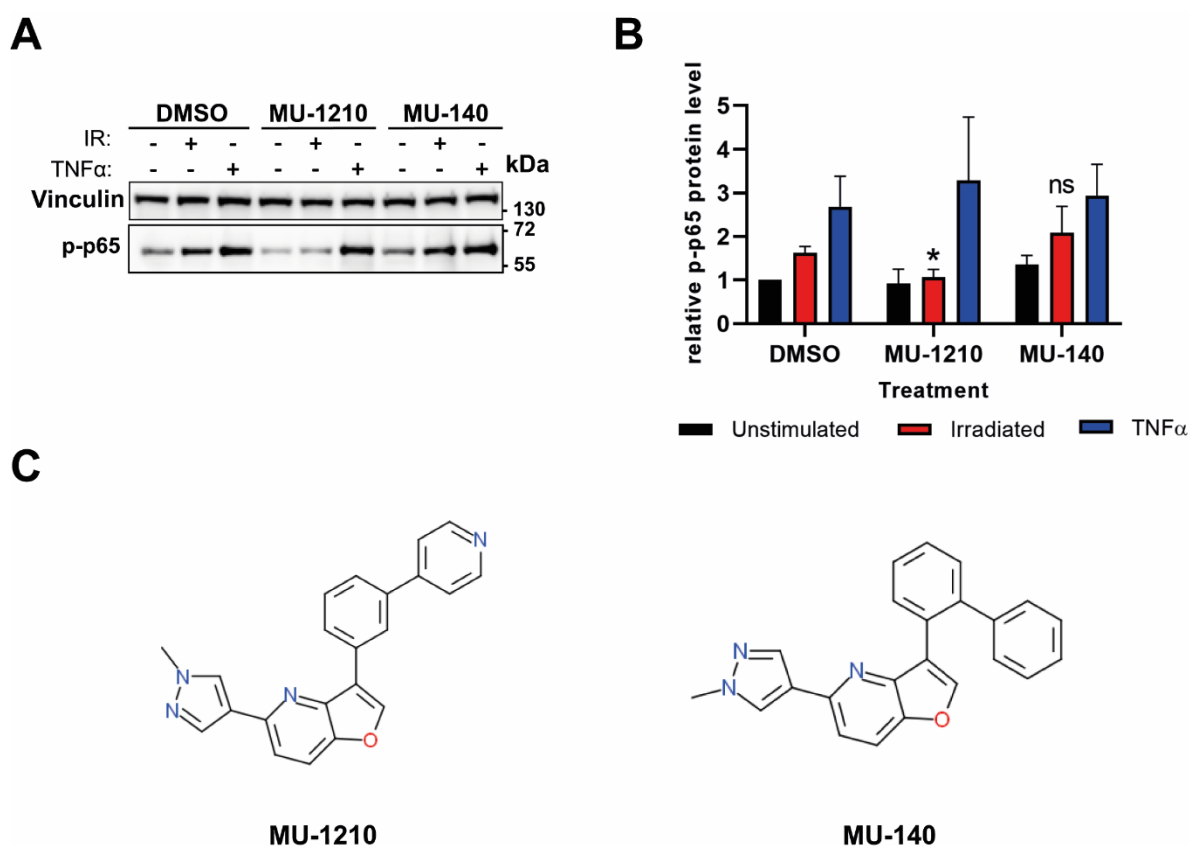 A
DMSO MU-1210 MU-140
IR: - + - - + - - + -
TNFα: - - + - - + - - + kDa
Vinculin
- 130
- 72
p-p65
- 55
B
relative p-p65 protein level
5
4
3
2
1
0
*
ns
DMSO MU-1210 MU-140
Treatment
Unstimulated Irradiated TNFα
C
N
N
N
N
O
MU-1210
N
N
N
O
MU-140